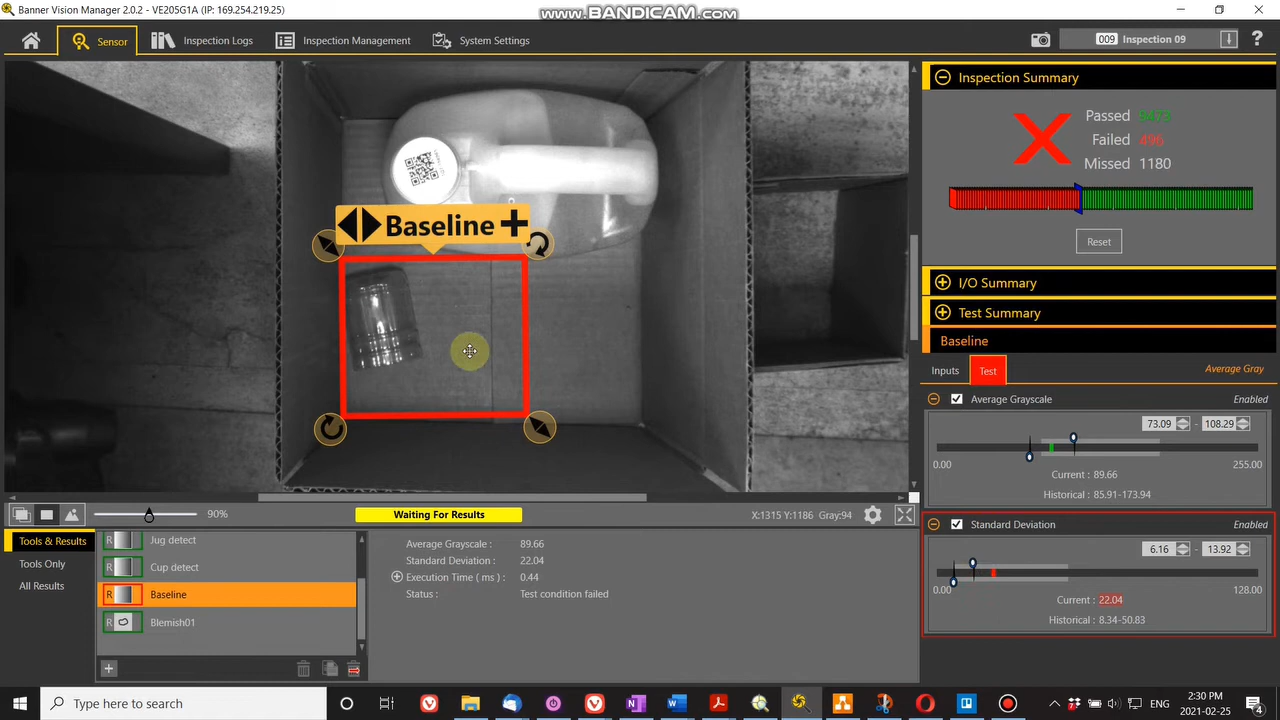 Banner Vision Manager 2.0.2 - VE205G1A (IP: 169.254.219.25)
www.BANDICAM.com
Sensor
Inspection Logs
Inspection Management
System Settings
009 Inspection 09
?
Baseline
Inspection Summary
Passed 8473
Failed 496
Missed 1180
Reset
I/O Summary
Test Summary
Baseline
Inputs
Test
Average Gray
Average Grayscale
Enabled
73.09 - 108.29
0.00
255.00
Current : 89.66
Historical : 85.91-173.94
Standard Deviation
Enabled
6.16 - 13.92
0.00
128.00
Current : 22.04
Historical : 8.34-50.83
90%
Waiting For Results
X:1315 Y:1186 Gray:94
Tools & Results
Tools Only
All Results
R Jug detect
R Cup detect
R Baseline
R Blemish01
Average Grayscale : 89.66
Standard Deviation : 22.04
Execution Time ( ms ) : 0.44
Status : Test condition failed
Type here to search
ENG
2:30 PM
2021-02-25
4